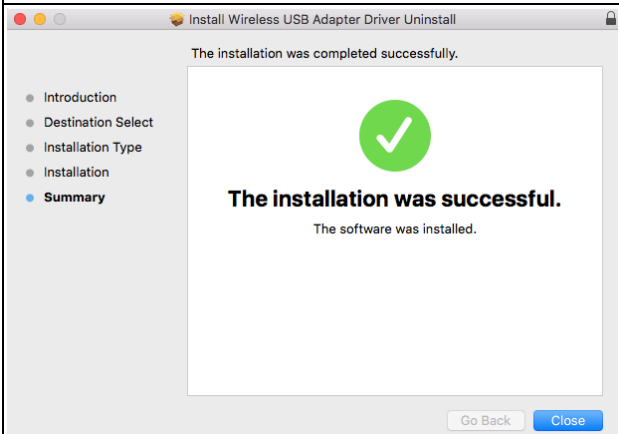 Install Wireless USB Adapter Driver Uninstall
The installation was completed successfully.
Introduction
Destination Select
Installation Type
Installation
Summary
The installation was successful.
The software was installed.
Go Back
Close